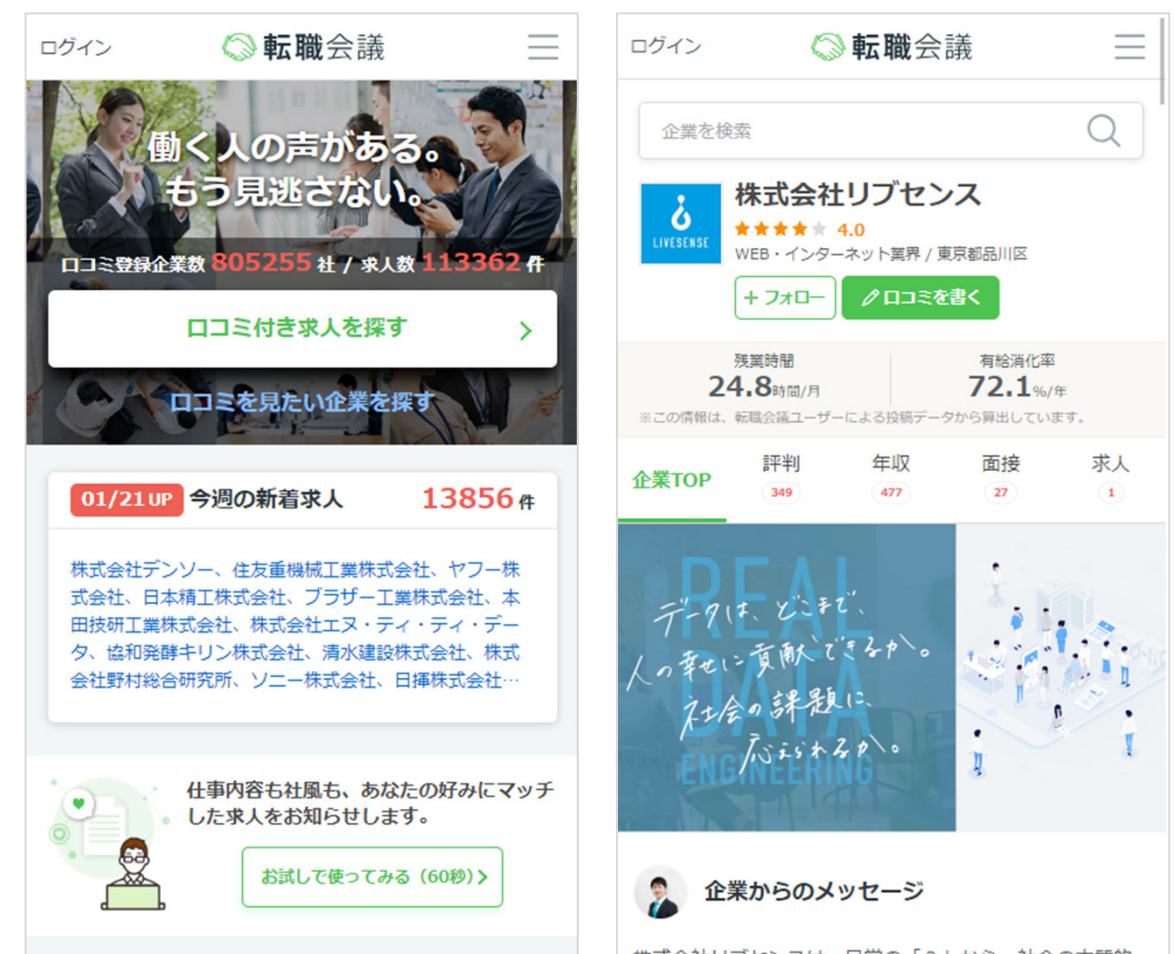 ログイン
転職会議
働く人の声がある。
もう見逃さない。
口コミ登録企業数 805255 社 / 求人数 113362 件
口コミ付き求人を探す
口コミを見たい企業を探す
01/21 UP 今週の新着求人 13856 件
株式会社デンソー、住友重機械工業株式会社、ヤフー株
式会社、日本精工株式会社、ブラザー工業株式会社、本
田技研工業株式会社、株式会社エヌ・ティ・ティ・デー
タ、協和発酵キリン株式会社、清水建設株式会社、株式
会社野村総合研究所、ソニー株式会社、日揮株式会社…
仕事内容も社風も、あなたの好みにマッチ
した求人をお知らせします。
お試しで使ってみる（60秒）
ログイン
転職会議
企業を検索
LIVESENSE
株式会社リブセンス
4.0
WEB・インターネット業界 / 東京都品川区
+ フォロー
口コミを書く
残業時間 有給消化率
24.8時間/月 72.1%/年
※この情報は、転職会議ユーザーによる投稿データから算出しています。
企業TOP 評判 年収 面接 求人
349 477 27 1
REAL
DATA
ENGINEERING
データは、どこまで、
人の幸せに貢献できるか。
社会の課題に、
応えられるか。
企業からのメッセージ